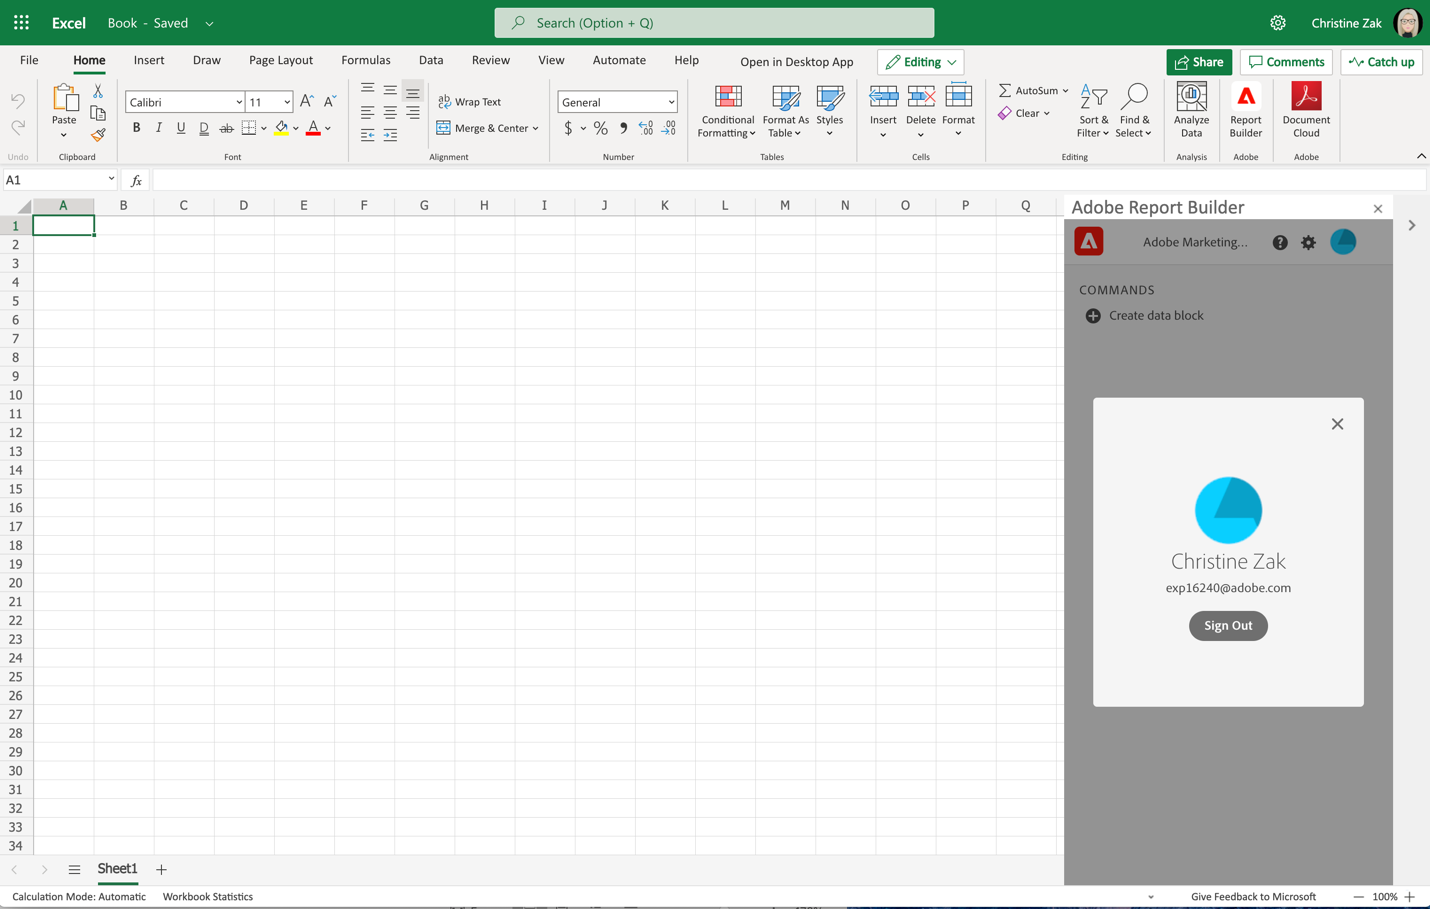 Excel
Book - Saved
Search (Option + Q)
Christine Zak
File
Home
Insert
Draw
Page Layout
Formulas
Data
Review
View
Automate
Help
Open in Desktop App
Editing
Share
Comments
Catch up
Undo
Paste
Clipboard
Calibri
11
B I U D ab
A
Font
ab Wrap Text
Merge & Center
Alignment
General
$ % 9 .00
Number
Conditional Formatting
Format As Table
Styles
Tables
Insert
Delete
Format
Cells
AutoSum
Clear
Sort & Filter
Find & Select
Editing
Analyze Data
Analysis
Report Builder
Adobe
Document Cloud
Adobe
A1
fx
A B C D E F G H I J K L M N O P Q
1
2
3
4
5
6
7
8
9
10
11
12
13
14
15
16
17
18
19
20
21
22
23
24
25
26
27
28
29
30
31
32
33
34
Adobe Report Builder
Adobe Marketing...
COMMANDS
Create data block
Christine Zak
exp16240@adobe.com
Sign Out
Sheet1
Calculation Mode: Automatic
Workbook Statistics
Give Feedback to Microsoft
100%